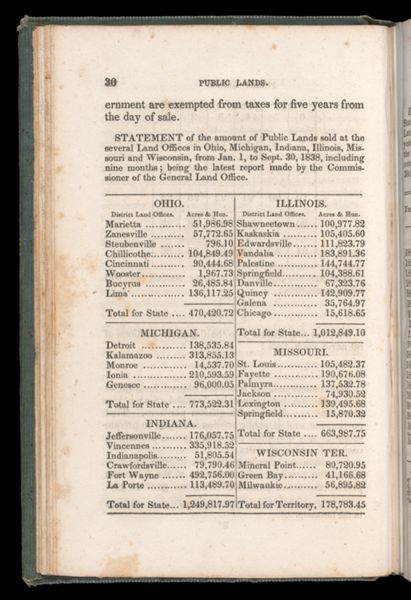 30 PUBLIC LANDS.
ernment are exempted from taxes for five years from
the day of sale.
STATEMENT of the amount of Public Lands sold at the
several Land Offices in Ohio, Michigan, Indiana, Illinois, Mis-
souri and Wisconsin, from Jan. 1, to Sept. 30, 1838, including
nine months; being the latest report made by the Commis-
sioner of the General Land Office.
OHIO.
District Land Offices. Acres & Hun.
Marietta .......... 51,986.98
Zanesville ........ 57,772.65
Steubenville ....... 796.10
Chillicothe.......... 104,849.49
Cincinnati .......... 90,444.68
Wooster............ 1,967.73
Bucyrus ........... 26,485.84
Lima .............. 136,117.25
Total for State .... 470,420.72
MICHIGAN.
Detroit ............ 138,535.84
Kalamazoo ........ 313,855.13
Monroe ............ 14,537.70
Ionia .............. 210,593.59
Genesee ............ 96,000.05
Total for State .... 773,522.31
INDIANA.
Jeffersonville....... 176,057.75
Vincennes .......... 335,918.52
Indianapolis........ 51,805.54
Crawfordsville...... 79,790.46
Fort Wayne ....... 492,756.00
La Porte ........... 113,489.70
Total for State... 1,249,817.97
ILLINOIS.
District Land Offices. Acres & Hun.
Shawneetown ...... 100,977.82
Kaskaskia .......... 105,405.60
Edwardsville....... 111,823.79
Vandalia ........... 183,891.36
Palestine ........... 144,744.77
Springfield.......... 104,388.61
Danville............ 67,323.76
Quincy ............ 142,909.77
Galena ............ 35,764.97
Chicago ............ 15,618.65
Total for State... 1,012,849.10
MISSOURI.
St. Louis............ 105,482.37
Fayette ............ 190,676.08
Palmyra............ 137,532.78
Jackson ............ 74,930.52
Lexington ......... 139,495.68
Springfield.......... 15,870.32
Total for State .... 663,987.75
WISCONSIN TER.
Mineral Point...... 80,720.95
Green Bay.......... 41,166.68
Milwaukie.......... 56,895.82
Total for Territory, 178,783.45